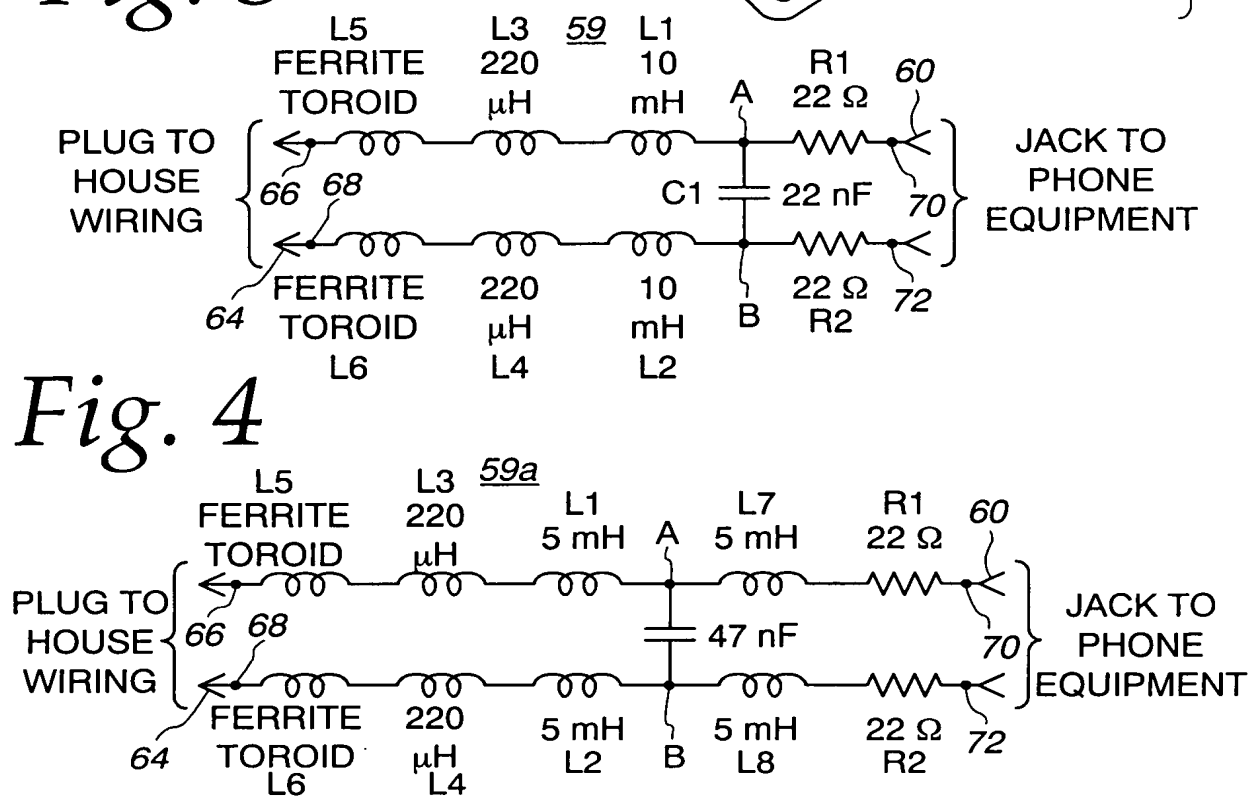 L5 L3 59 L1
FERRITE 220 10 R1 60
TOROID μH mH A 22 Ω
PLUG TO
HOUSE
WIRING
JACK TO
PHONE
EQUIPMENT
66 68 C1 22 nF 70
64 FERRITE 220 10 22 Ω 72
TOROID μH mH B R2
L6 L4 L2
Fig. 4
L5 L3 59a L1 L7 R1 60
FERRITE 220 5 mH A 5 mH 22 Ω
TOROID μH
PLUG TO
HOUSE
WIRING
JACK TO
PHONE
EQUIPMENT
66 68 47 nF 70
64 FERRITE 220 5 mH 5 mH 22 Ω 72
TOROID μH L2 B L8 R2
L6 L4